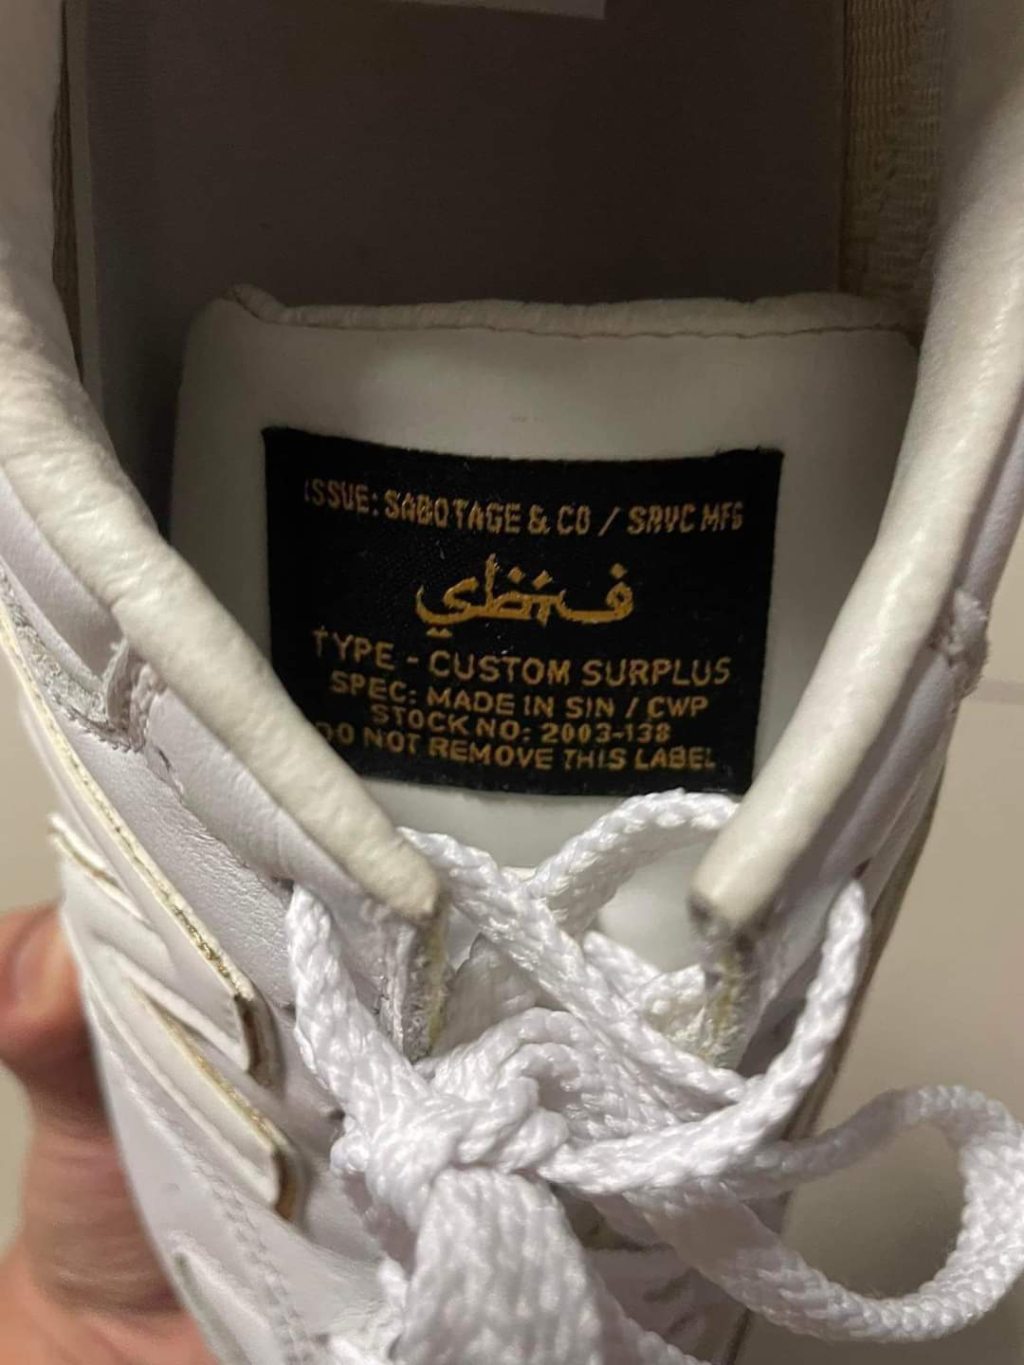 ISSUE: SABOTAGE & CO / SRVC MFG
TYPE - CUSTOM SURPLUS
SPEC: MADE IN SIN / CWP
STOCK NO: 2003-138
DO NOT REMOVE THIS LABEL